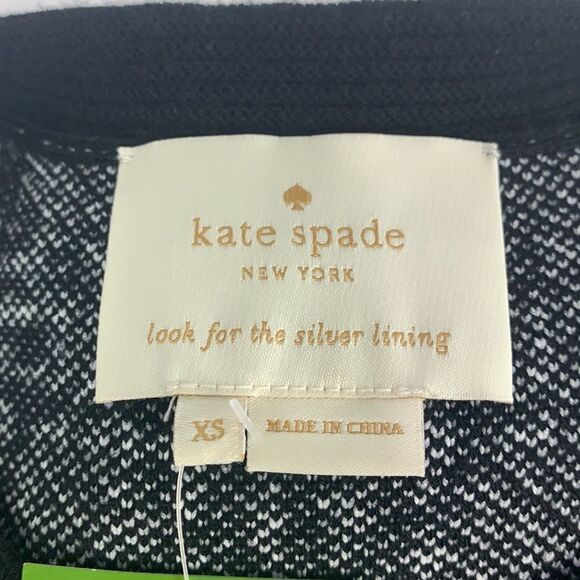 kate spade
NEW YORK
look for the silver lining
XS
MADE IN CHINA